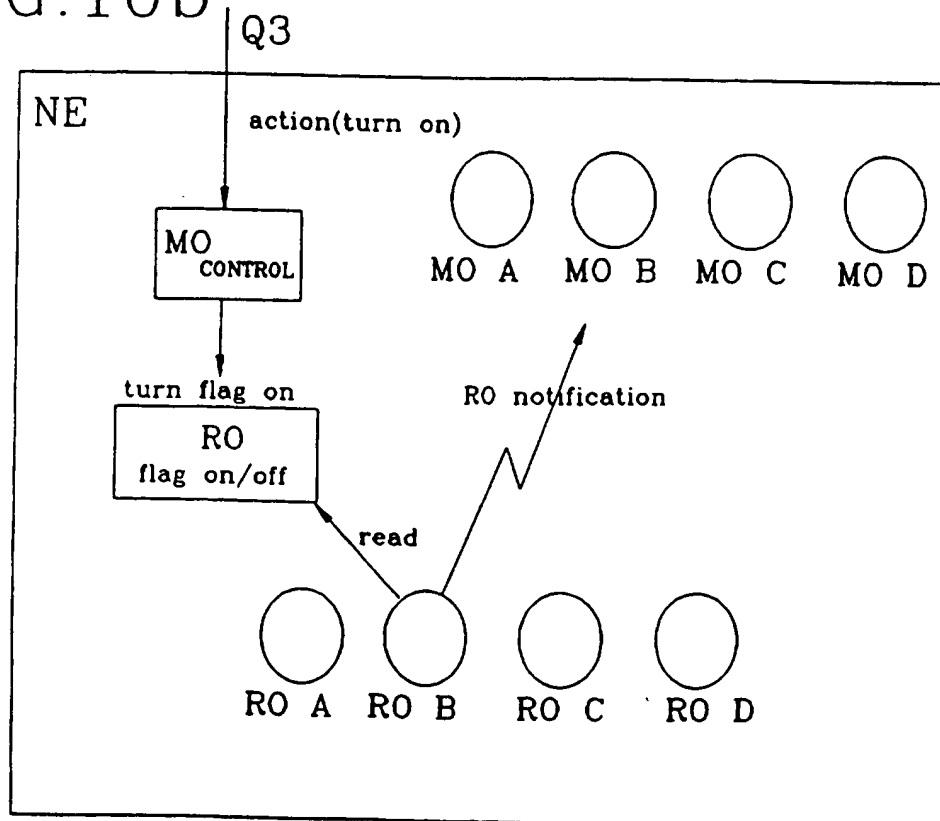 G.10b
Q3
NE
action(turn on)
MO CONTROL
MO A MO B MO C MO D
turn flag on
RO
flag on/off
RO notification
read
RO A RO B RO C RO D